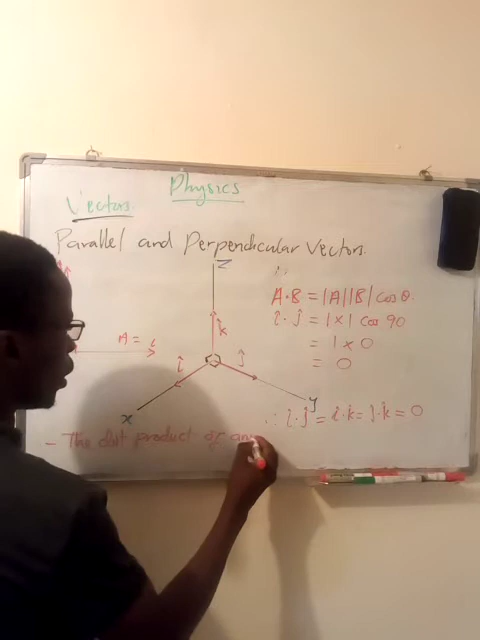 Physics
Vectors.
Parallel and Perpendicular Vectors.
Z
∴
A·B = |A||B| cos θ.
î·ĵ = 1×1 cos 90
= 1 × 0
= 0
k̂
A =
î
ĵ
x
y
∴ î·ĵ = î·k̂ = ĵ·k̂ = 0
- The dot product of an